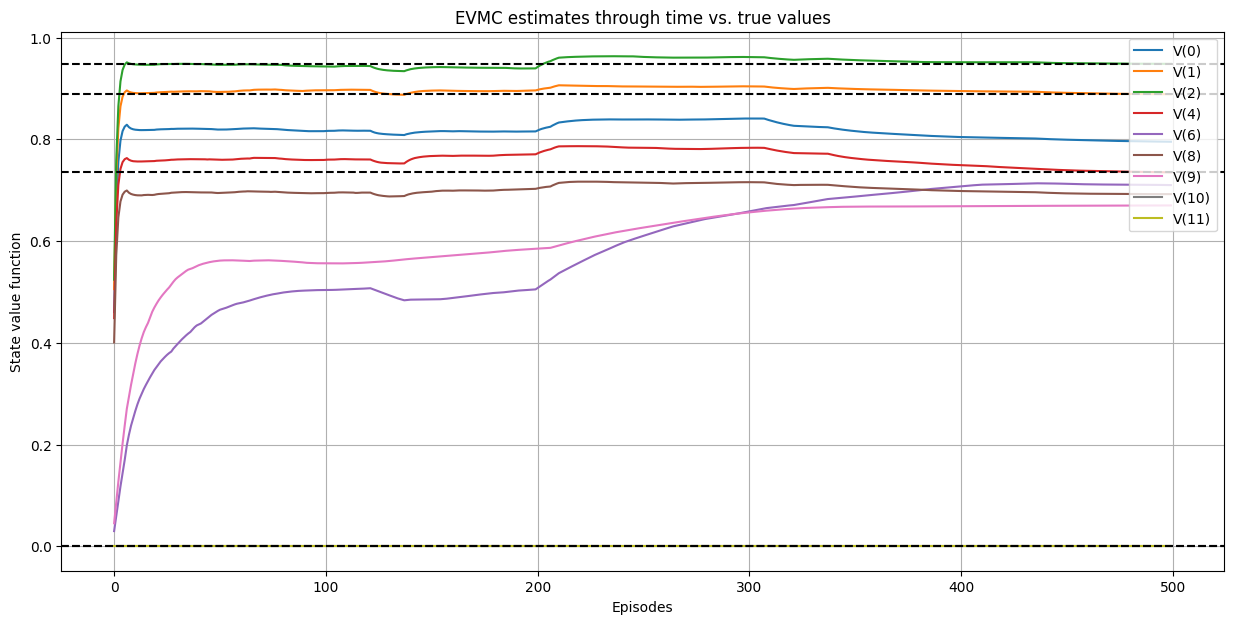 EVMC estimates through time vs. true values
State value function
1.0
0.8
0.6
0.4
0.2
0.0
V(0)
V(1)
V(2)
V(4)
V(6)
V(8)
V(9)
V(10)
V(11)
0
100
200
300
400
500
Episodes